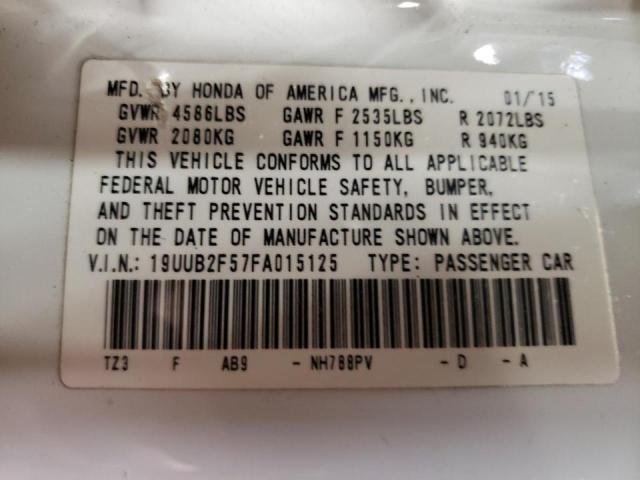 MFD. BY HONDA OF AMERICA MFG., INC. 01/15
GVWR 4586LBS GAWR F 2535LBS R 2072LBS
GVWR 2080KG GAWR F 1150KG R 940KG
THIS VEHICLE CONFORMS TO ALL APPLICABLE
FEDERAL MOTOR VEHICLE SAFETY, BUMPER,
AND THEFT PREVENTION STANDARDS IN EFFECT
ON THE DATE OF MANUFACTURE SHOWN ABOVE.
V.I.N.: 19UUB2F57FA015125 TYPE: PASSENGER CAR
TZ3 F AB9 - NH788PV - D - A